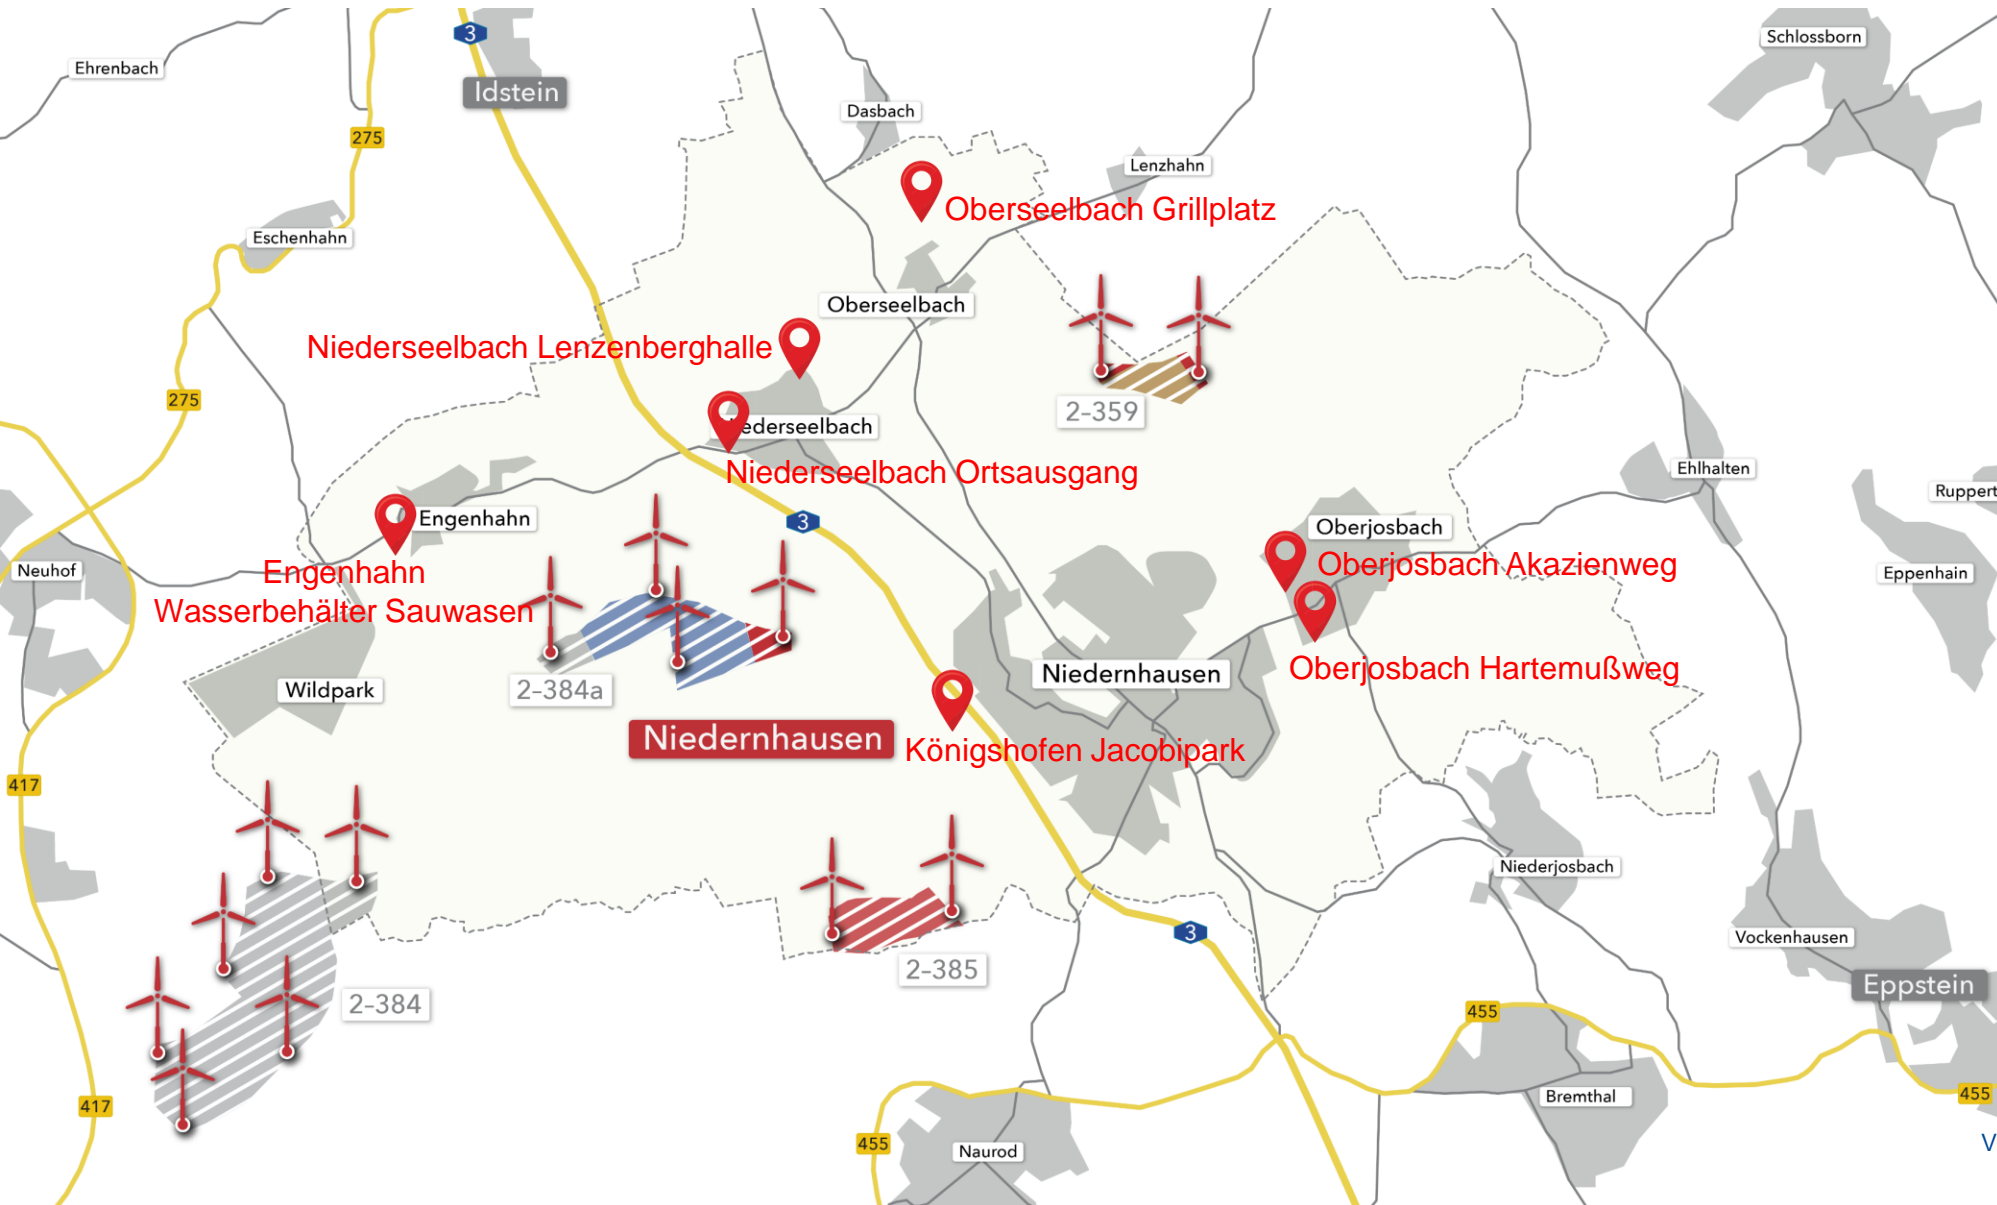 3
Schlossborn
Ehrenbach
Idstein
Dasbach
275
Lenzhahn
Oberseelbach Grillplatz
Eschenhahn
Oberseelbach
Niederseelbach Lenzenberghalle
275
2-359
ederseelbach
Ehlhalten
Niederseelbach Ortsausgang
Ruppert
Engenhahn
3
Oberjosbach
Oberjosbach Akazienweg
Neuhof
Engenhahn
Eppenhain
Wasserbehälter Sauwasen
Oberjosbach Hartemußweg
Niedernhausen
Wildpark
2-384a
Niedernhausen
Königshofen Jacobipark
417
Niederjosbach
3
Vockenhausen
2-385
Eppstein
2-384
455
455
Bremthal
417
455
V
Naurod